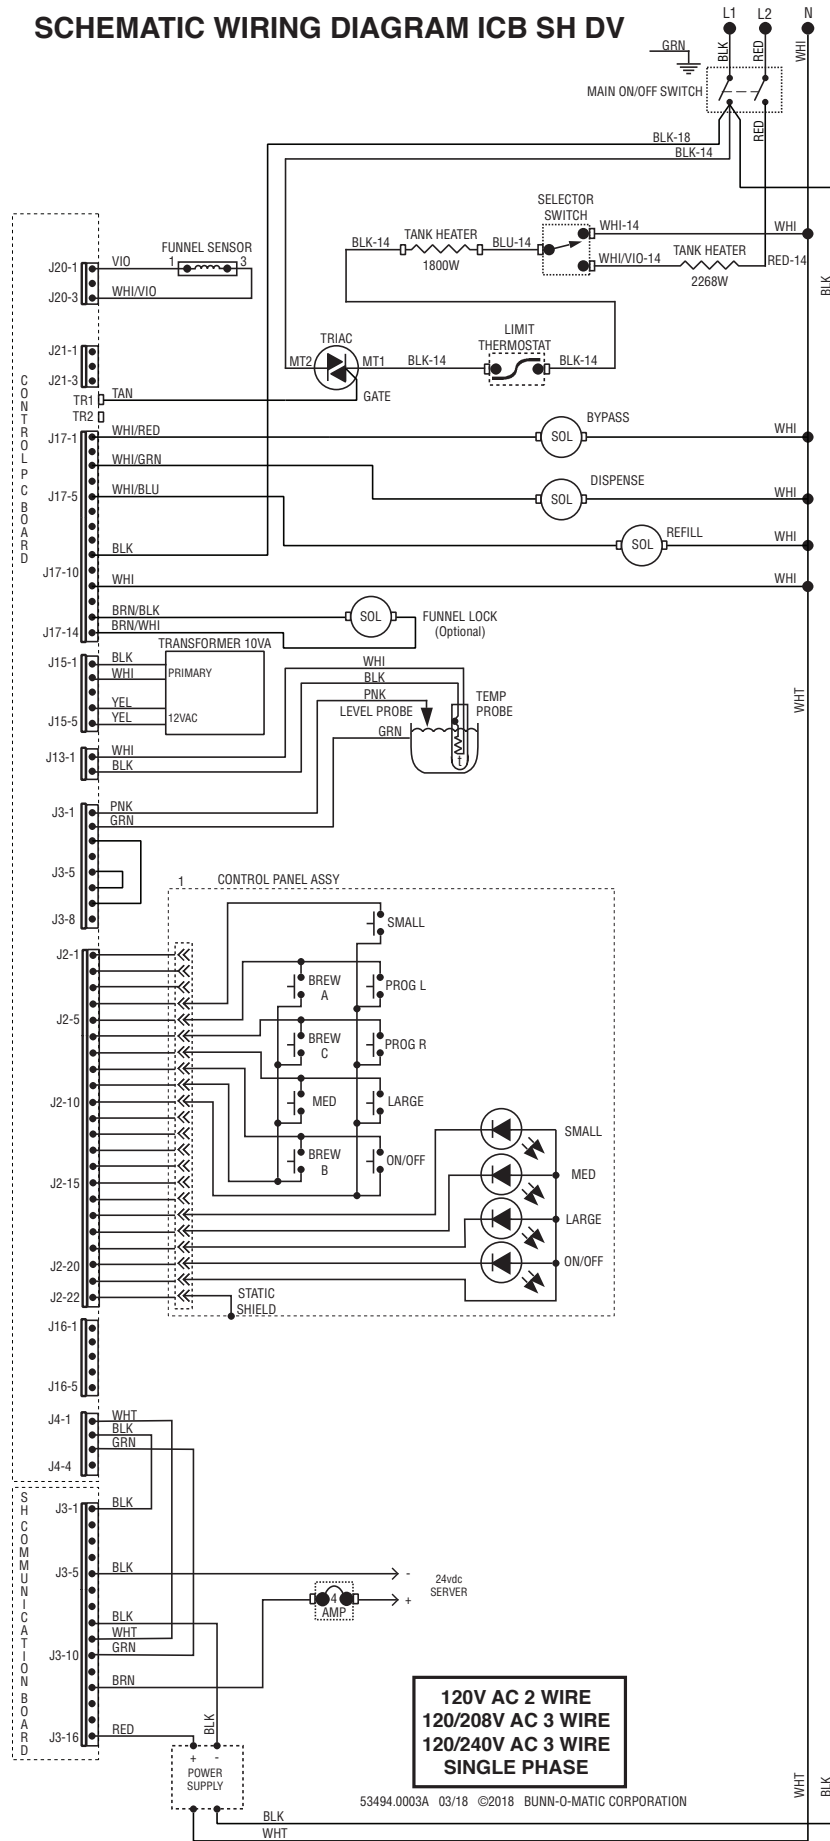 SCHEMATIC WIRING DIAGRAM ICB SH DV
L1 L2 N
GRN
BLK
RED
WHI
MAIN ON/OFF SWITCH
RED
BLK-18
BLK-14
SELECTOR
SWITCH
WHI-14
WHI
BLK-14
TANK HEATER
1800W
BLU-14
WHI/VIO-14
TANK HEATER
2268W
RED-14
BLK
FUNNEL SENSOR
J20-1
VIO
1
3
J20-3
WHI/VIO
J21-1
J21-3
TRIAC
MT2
MT1
BLK-14
LIMIT
THERMOSTAT
BLK-14
GATE
TR1
TAN
TR2
CONTROL PC BOARD
J17-1
WHI/RED
SOL
BYPASS
WHI
WHI/GRN
SOL
DISPENSE
WHI
J17-5
WHI/BLU
SOL
REFILL
WHI
BLK
J17-10
WHI
WHI
BRN/BLK
SOL
FUNNEL LOCK
(Optional)
J17-14
BRN/WHI
TRANSFORMER 10VA
J15-1
BLK
WHI
PRIMARY
YEL
J15-5
YEL
12VAC
WHI
BLK
PNK
LEVEL PROBE
TEMP
PROBE
GRN
t
WHT
J13-1
WHI
BLK
J3-1
PNK
GRN
J3-5
J3-8
1
CONTROL PANEL ASSY
SMALL
J2-1
BREW
A
PROG L
J2-5
BREW
C
PROG R
MED
LARGE
J2-10
BREW
B
ON/OFF
SMALL
MED
J2-15
LARGE
ON/OFF
J2-20
J2-22
STATIC
SHIELD
J16-1
J16-5
J4-1
WHT
BLK
GRN
J4-4
SH COMMUNICATION BOARD
J3-1
BLK
J3-5
BLK
-
24vdc
SERVER
+
4
AMP
BLK
WHT
J3-10
GRN
BRN
J3-16
RED
BLK
+ -
POWER
SUPPLY
120V AC 2 WIRE
120/208V AC 3 WIRE
120/240V AC 3 WIRE
SINGLE PHASE
WHT
BLK
53494.0003A 03/18 ©2018 BUNN-O-MATIC CORPORATION
BLK
WHT